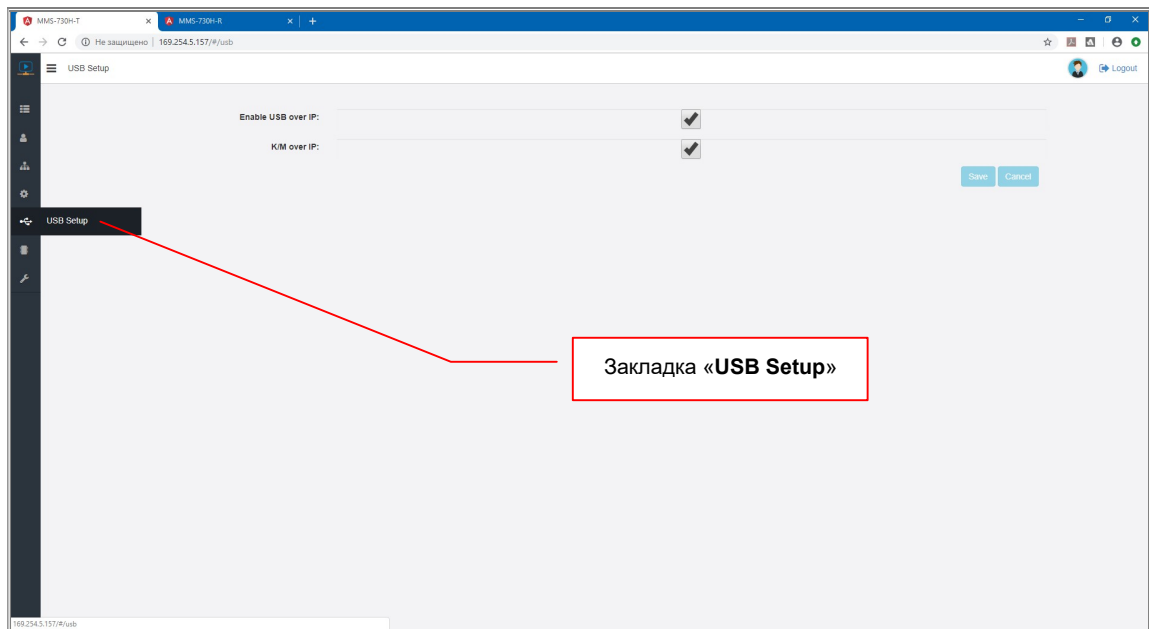 MMS-730H-T
MMS-730H-R
Не защищено | 169.254.5.157/#/usb
USB Setup
Logout
Enable USB over IP:
K/M over IP:
Save Cancel
USB Setup
Закладка «USB Setup»
169.254.5.157/#/usb